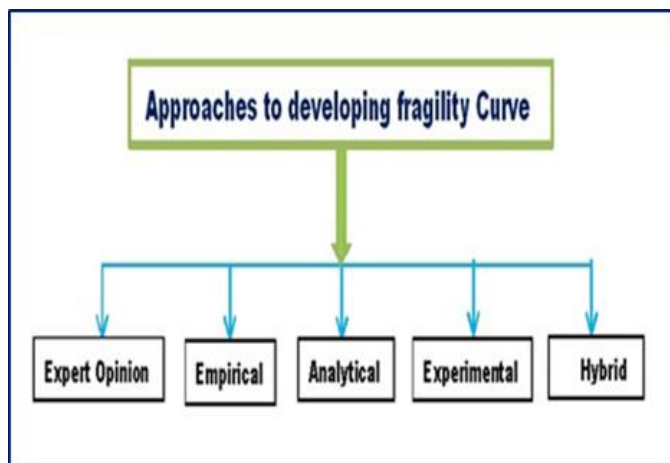 Approaches to developing fragility Curve
Expert Opinion
Empirical
Analytical
Experimental
Hybrid